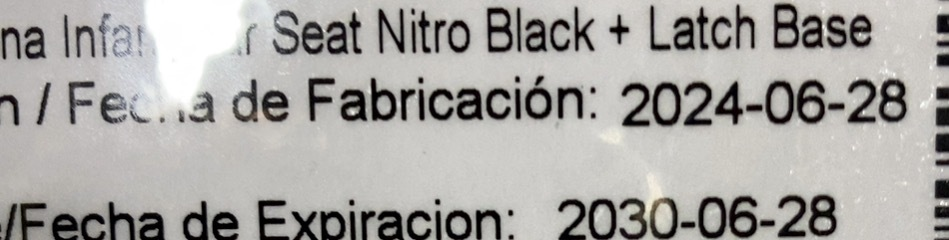 Seat Nitro Black + Latch Base
/ Fecha de Fabricación: 2024-06-28
/Fecha de Expiracion: 2030-06-28